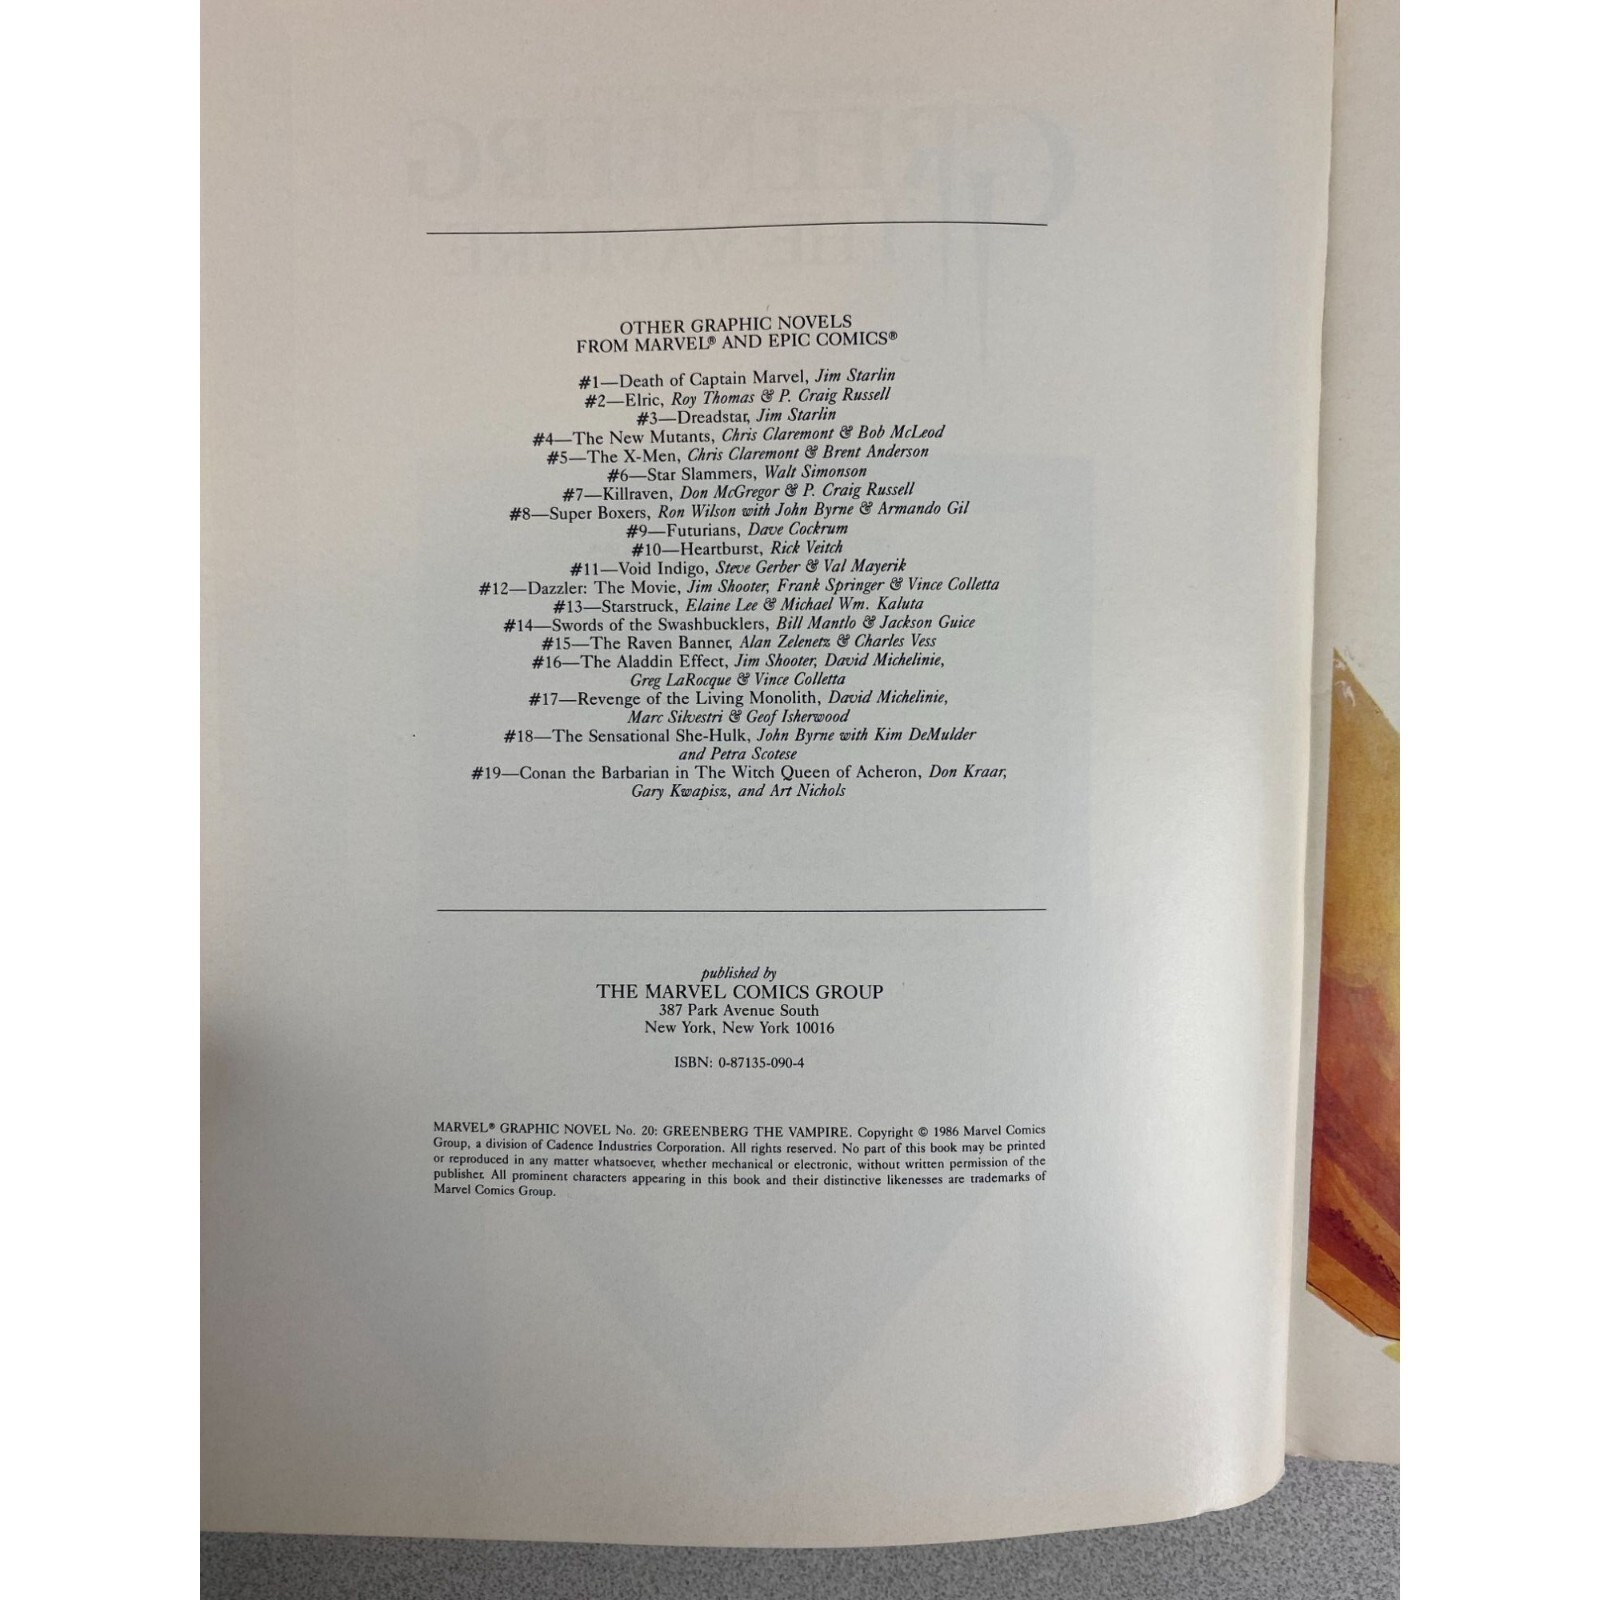 OTHER GRAPHIC NOVELS
FROM MARVEL® AND EPIC COMICS®
#1—Death of Captain Marvel, Jim Starlin
#2—Elric, Roy Thomas & P. Craig Russell
#3—Dreadstar, Jim Starlin
#4—The New Mutants, Chris Claremont & Bob McLeod
#5—The X-Men, Chris Claremont & Brent Anderson
#6—Star Slammers, Walt Simonson
#7—Killraven, Don McGregor & P. Craig Russell
#8—Super Boxers, Ron Wilson with John Byrne & Armando Gil
#9—Futurians, Dave Cockrum
#10—Heartburst, Rick Veitch
#11—Void Indigo, Steve Gerber & Val Mayerik
#12—Dazzler: The Movie, Jim Shooter, Frank Springer & Vince Colletta
#13—Starstruck, Elaine Lee & Michael Wm. Kaluta
#14—Swords of the Swashbucklers, Bill Mantlo & Jackson Guice
#15—The Raven Banner, Alan Zelenetz & Charles Vess
#16—The Aladdin Effect, Jim Shooter, David Michelinie,
Greg LaRocque & Vince Colletta
#17—Revenge of the Living Monolith, David Michelinie,
Marc Silvestri & Geof Isherwood
#18—The Sensational She-Hulk, John Byrne with Kim DeMulder
and Petra Scotese
#19—Conan the Barbarian in The Witch Queen of Acheron, Don Kraar,
Gary Kwapisz, and Art Nichols
published by
THE MARVEL COMICS GROUP
387 Park Avenue South
New York, New York 10016
ISBN: 0-87135-090-4
MARVEL® GRAPHIC NOVEL No. 20: GREENBERG THE VAMPIRE. Copyright © 1986 Marvel Comics
Group, a division of Cadence Industries Corporation. All rights reserved. No part of this book may be printed
or reproduced in any matter whatsoever, whether mechanical or electronic, without written permission of the
publisher. All prominent characters appearing in this book and their distinctive likenesses are trademarks of
Marvel Comics Group.